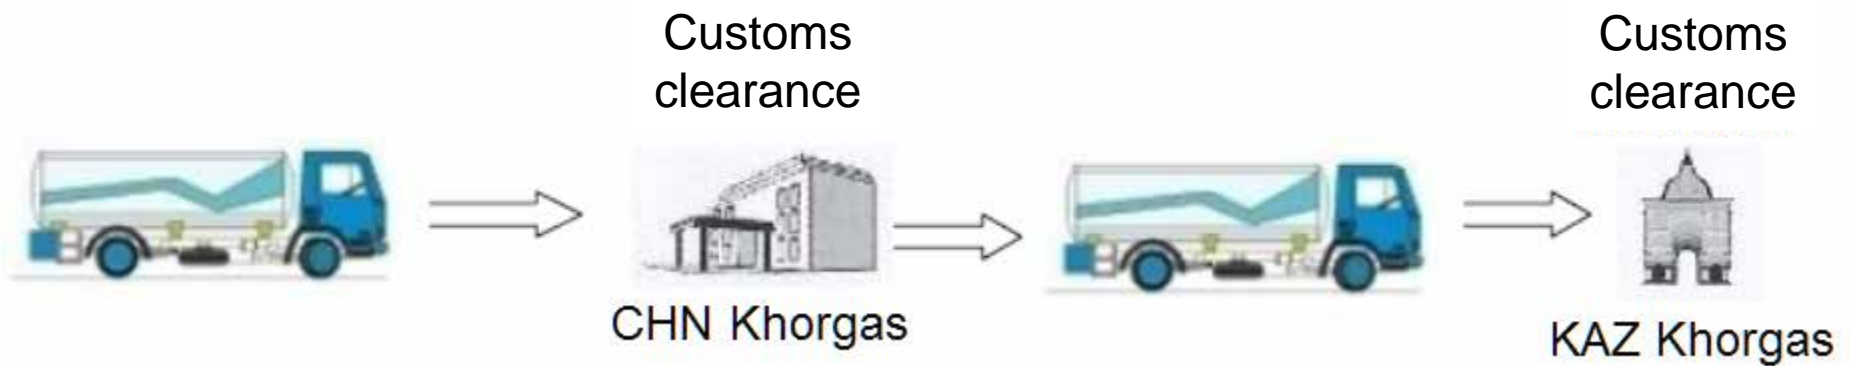 Customs
clearance
CHN Khorgas
Customs
clearance
KAZ Khorgas